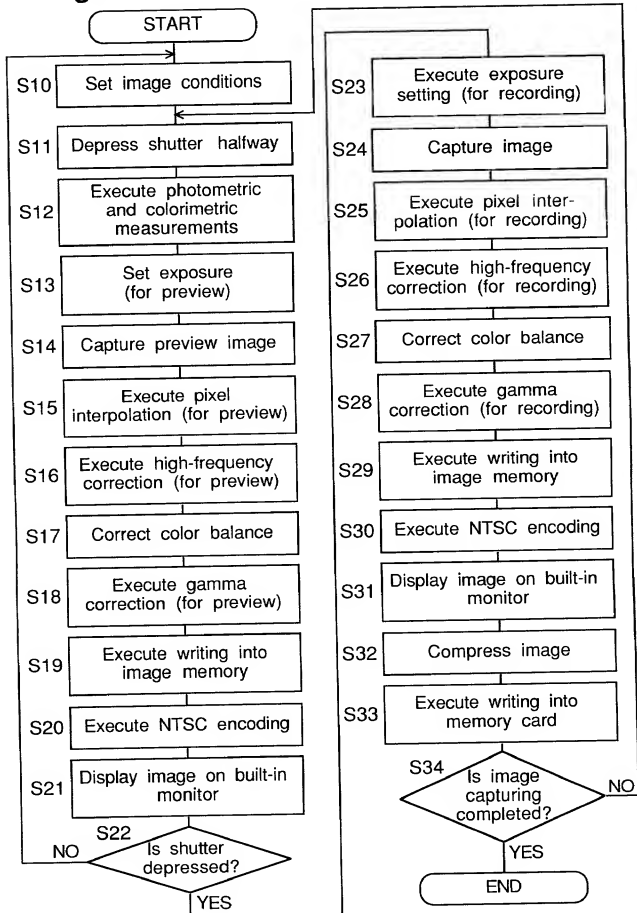 START
S10
Set image conditions
S11
Depress shutter halfway
S12
Execute photometric
and colorimetric
measurements
S13
Set exposure
(for preview)
S14
Capture preview image
S15
Execute pixel
interpolation (for preview)
S16
Execute high-frequency
correction (for preview)
S17
Correct color balance
S18
Execute gamma
correction (for preview)
S19
Execute writing into
image memory
S20
Execute NTSC encoding
S21
Display image on built-in
monitor
S22
Is shutter
depressed?
NO
YES
S23
Execute exposure
setting (for recording)
S24
Capture image
S25
Execute pixel inter-
polation (for recording)
S26
Execute high-frequency
correction (for recording)
S27
Correct color balance
S28
Execute gamma
correction (for recording)
S29
Execute writing into
image memory
S30
Execute NTSC encoding
S31
Display image on built-in
monitor
S32
Compress image
S33
Execute writing into
memory card
S34
Is image
capturing
completed?
NO
YES
END